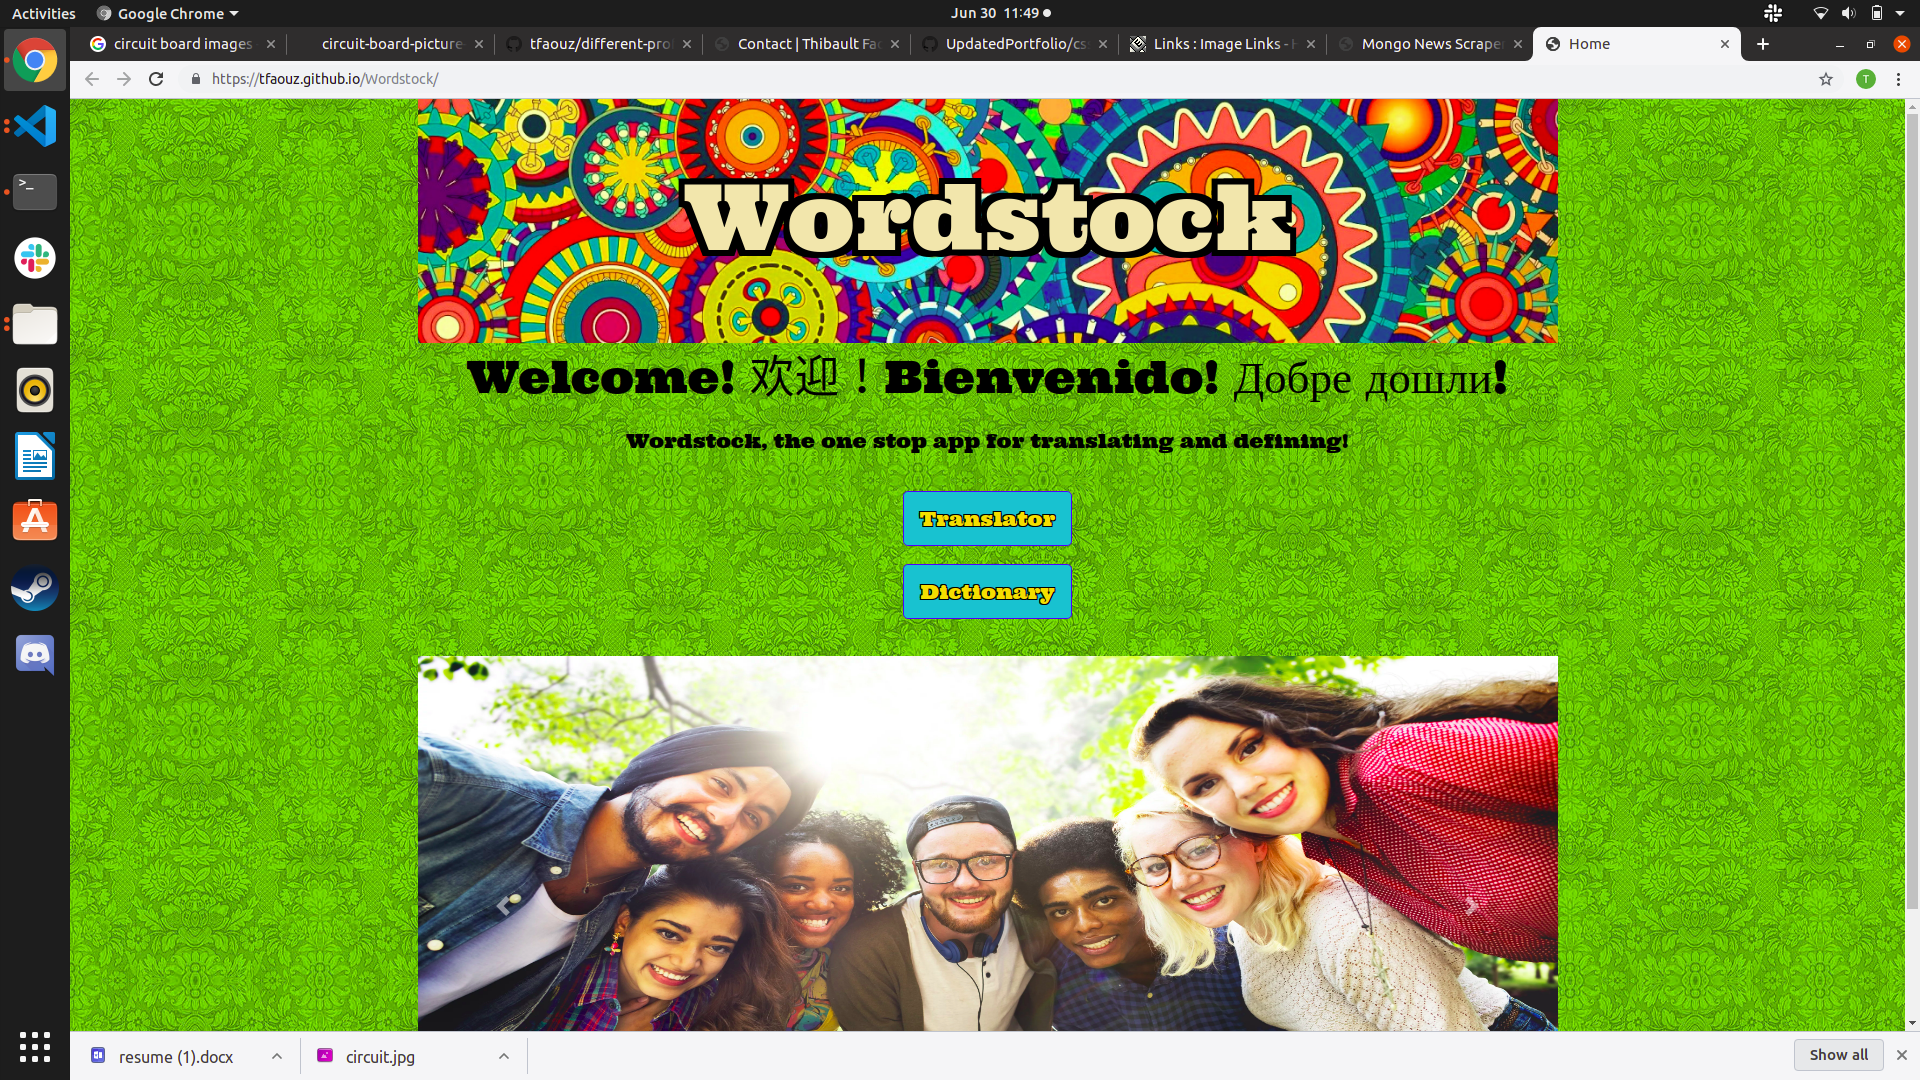 Activities
Google Chrome
Jun 30 11:49
circuit board images
circuit-board-picture-
tfaouz/different-pro
Contact | Thibault Fao
UpdatedPortfolio/cs
Links : Image Links - H
Mongo News Scraper
Home
https://tfaouz.github.io/Wordstock/
T
Wordstock
Welcome! 欢迎！Bienvenido! Добре дошли!
Wordstock, the one stop app for translating and defining!
Translator
Dictionary
resume (1).docx
circuit.jpg
Show all